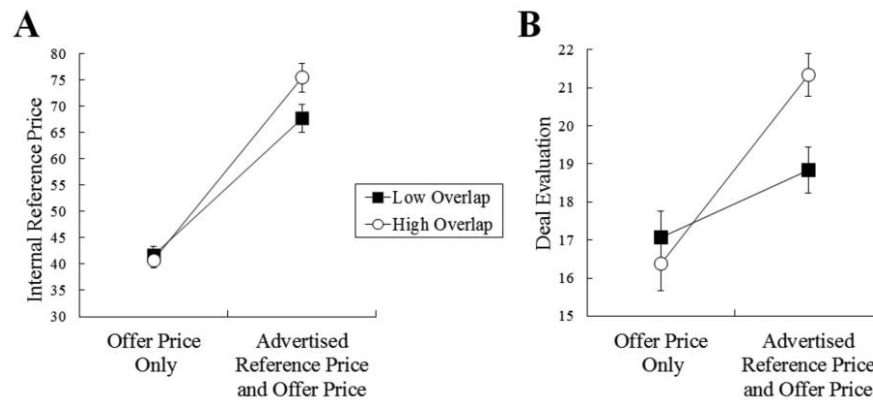 A
Internal Reference Price
80
75
70
65
60
55
50
45
40
35
30
Offer Price
Only
Advertised
Reference Price
and Offer Price
Low Overlap
High Overlap
B
Deal Evaluation
22
21
20
19
18
17
16
15
Offer Price
Only
Advertised
Reference Price
and Offer Price